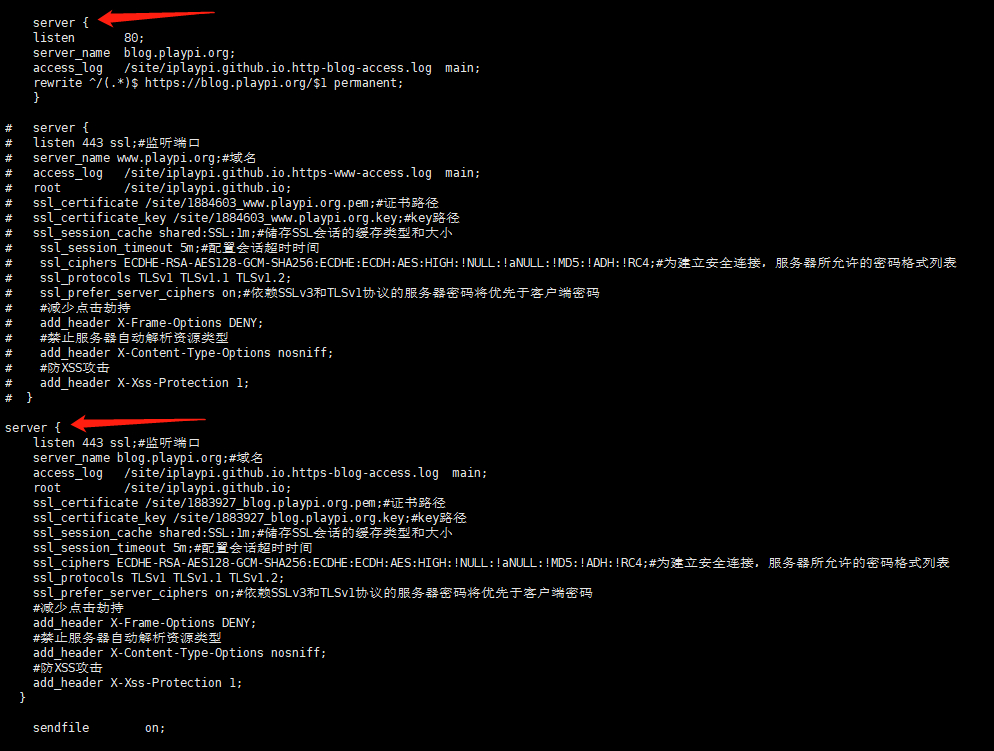 server {
listen 80;
server_name blog.playpi.org;
access_log /site/iplaypi.github.io.http-blog-access.log main;
rewrite ^/(.*)$ https://blog.playpi.org/$1 permanent;
}
# server {
# listen 443 ssl;#监听端口
# server_name www.playpi.org;#域名
# access_log /site/iplaypi.github.io.https-www-access.log main;
# root /site/iplaypi.github.io;
# ssl_certificate /site/1884603_www.playpi.org.pem;#证书路径
# ssl_certificate_key /site/1884603_www.playpi.org.key;#key路径
# ssl_session_cache shared:SSL:1m;#储存SSL会话的缓存类型和大小
# ssl_session_timeout 5m;#配置会话超时时间
# ssl_ciphers ECDHE-RSA-AES128-GCM-SHA256:ECDHE:ECDH:AES:HIGH:!NULL:!aNULL:!MD5:!ADH:!RC4;#为建立安全连接，服务器所允许的密码格式列表
# ssl_protocols TLSv1 TLSv1.1 TLSv1.2;
# ssl_prefer_server_ciphers on;#依赖SSLv3和TLSv1协议的服务器密码将优先于客户端密码
# #减少点击劫持
# add_header X-Frame-Options DENY;
# #禁止服务器自动解析资源类型
# add_header X-Content-Type-Options nosniff;
# #防XSS攻击
# add_header X-Xss-Protection 1;
# }
server {
listen 443 ssl;#监听端口
server_name blog.playpi.org;#域名
access_log /site/iplaypi.github.io.https-blog-access.log main;
root /site/iplaypi.github.io;
ssl_certificate /site/1883927_blog.playpi.org.pem;#证书路径
ssl_certificate_key /site/1883927_blog.playpi.org.key;#key路径
ssl_session_cache shared:SSL:1m;#储存SSL会话的缓存类型和大小
ssl_session_timeout 5m;#配置会话超时时间
ssl_ciphers ECDHE-RSA-AES128-GCM-SHA256:ECDHE:ECDH:AES:HIGH:!NULL:!aNULL:!MD5:!ADH:!RC4;#为建立安全连接，服务器所允许的密码格式列表
ssl_protocols TLSv1 TLSv1.1 TLSv1.2;
ssl_prefer_server_ciphers on;#依赖SSLv3和TLSv1协议的服务器密码将优先于客户端密码
#减少点击劫持
add_header X-Frame-Options DENY;
#禁止服务器自动解析资源类型
add_header X-Content-Type-Options nosniff;
#防XSS攻击
add_header X-Xss-Protection 1;
}
sendfile on;